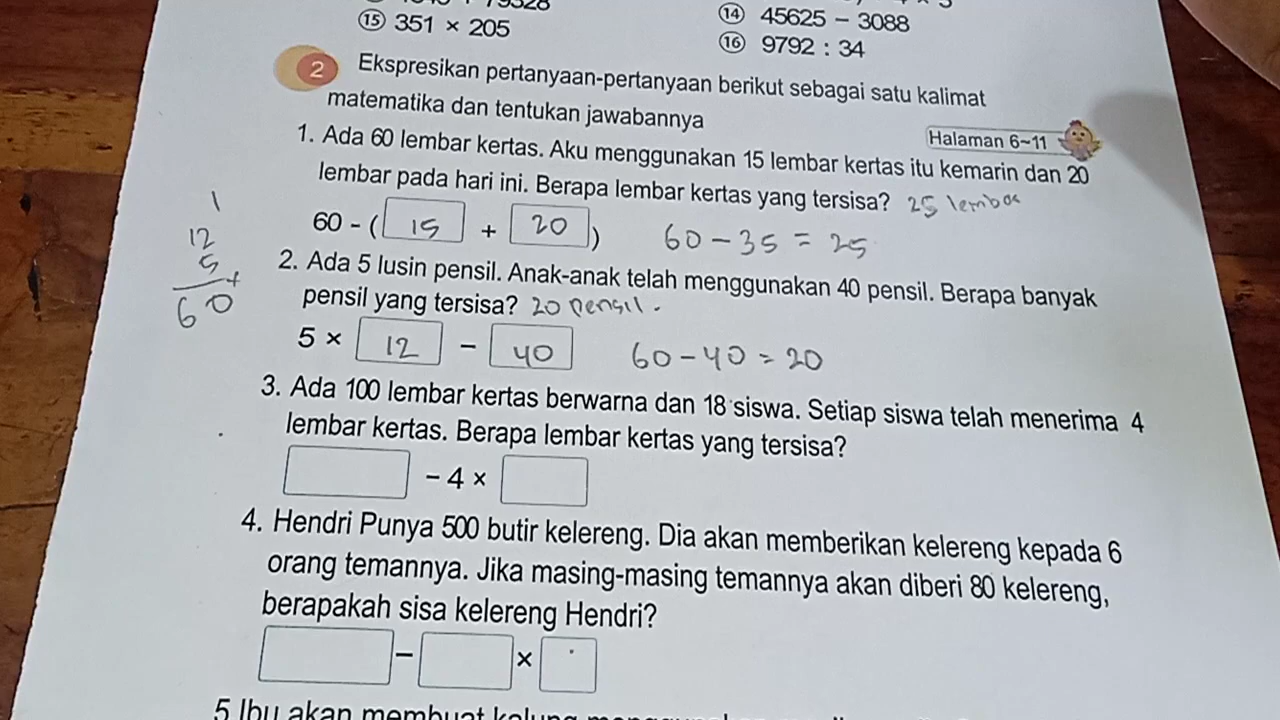 ⑮ 351 × 205
⑭ 45625 - 3088
⑯ 9792 : 34
2 Ekspresikan pertanyaan-pertanyaan berikut sebagai satu kalimat
matematika dan tentukan jawabannya
Halaman 6~11
1. Ada 60 lembar kertas. Aku menggunakan 15 lembar kertas itu kemarin dan 20
lembar pada hari ini. Berapa lembar kertas yang tersisa? 25 lembar
60 - ( 15 + 20 ) 60 - 35 = 25
1
12
5 +
60
2. Ada 5 lusin pensil. Anak-anak telah menggunakan 40 pensil. Berapa banyak
pensil yang tersisa? 20 pensil.
5 × 12 - 40 60 - 40 = 20
3. Ada 100 lembar kertas berwarna dan 18 siswa. Setiap siswa telah menerima 4
lembar kertas. Berapa lembar kertas yang tersisa?
- 4 ×
4. Hendri Punya 500 butir kelereng. Dia akan memberikan kelereng kepada 6
orang temannya. Jika masing-masing temannya akan diberi 80 kelereng,
berapakah sisa kelereng Hendri?
- ×
5 Ibu akan membuat kalung